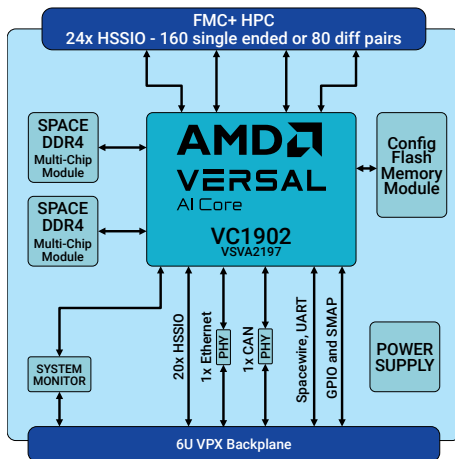 FMC+ HPC
24x HSSIO - 160 single ended or 80 diff pairs
SPACE
DDR4
Multi-Chip
Module
AMD
VERSAL
AI Core
VC1902
VSVA2197
Config
Flash
Memory
Module
SPACE
DDR4
Multi-Chip
Module
20x HSSIO
1x Ethernet
PHY
1x CAN
PHY
Spacewire, UART
GPIO and SMAP
SYSTEM
MONITOR
POWER
SUPPLY
6U VPX Backplane